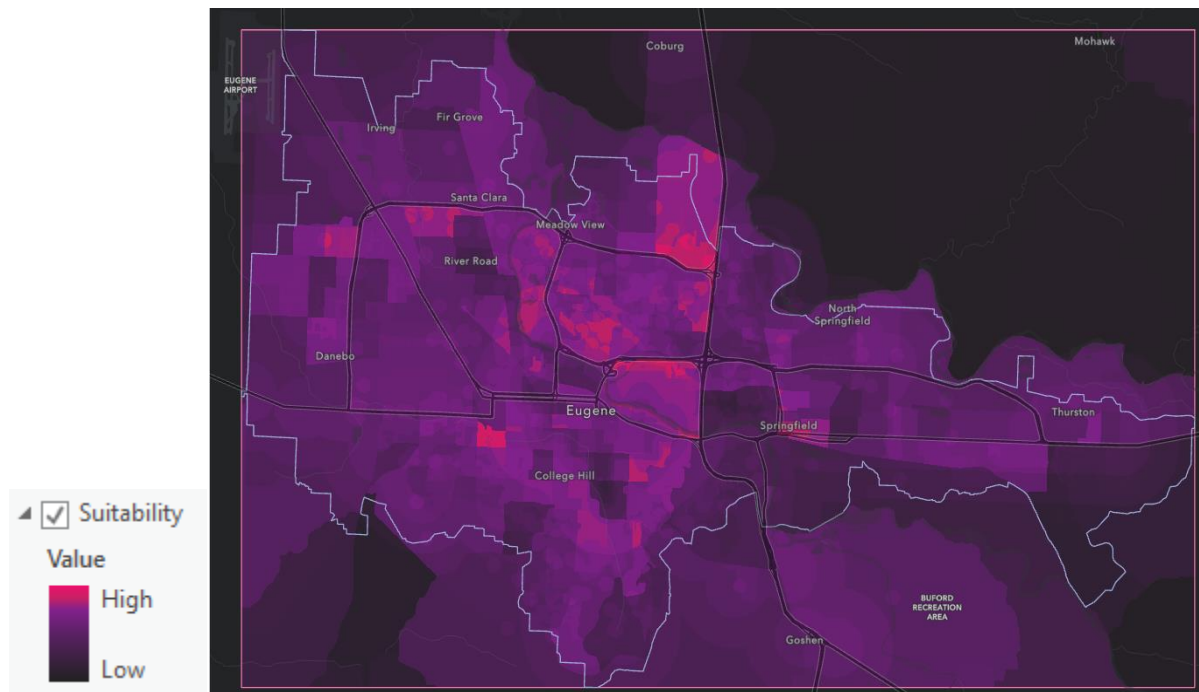 Coburg
Mohawk
EUGENE
AIRPORT
Fir Grove
Irving
Santa Clara
Meadow View
River Road
North
Springfield
Danebo
Eugene
Thurston
Springfield
College Hill
Suitability
Value
High
Low
BUFORD
RECREATION
AREA
Goshen